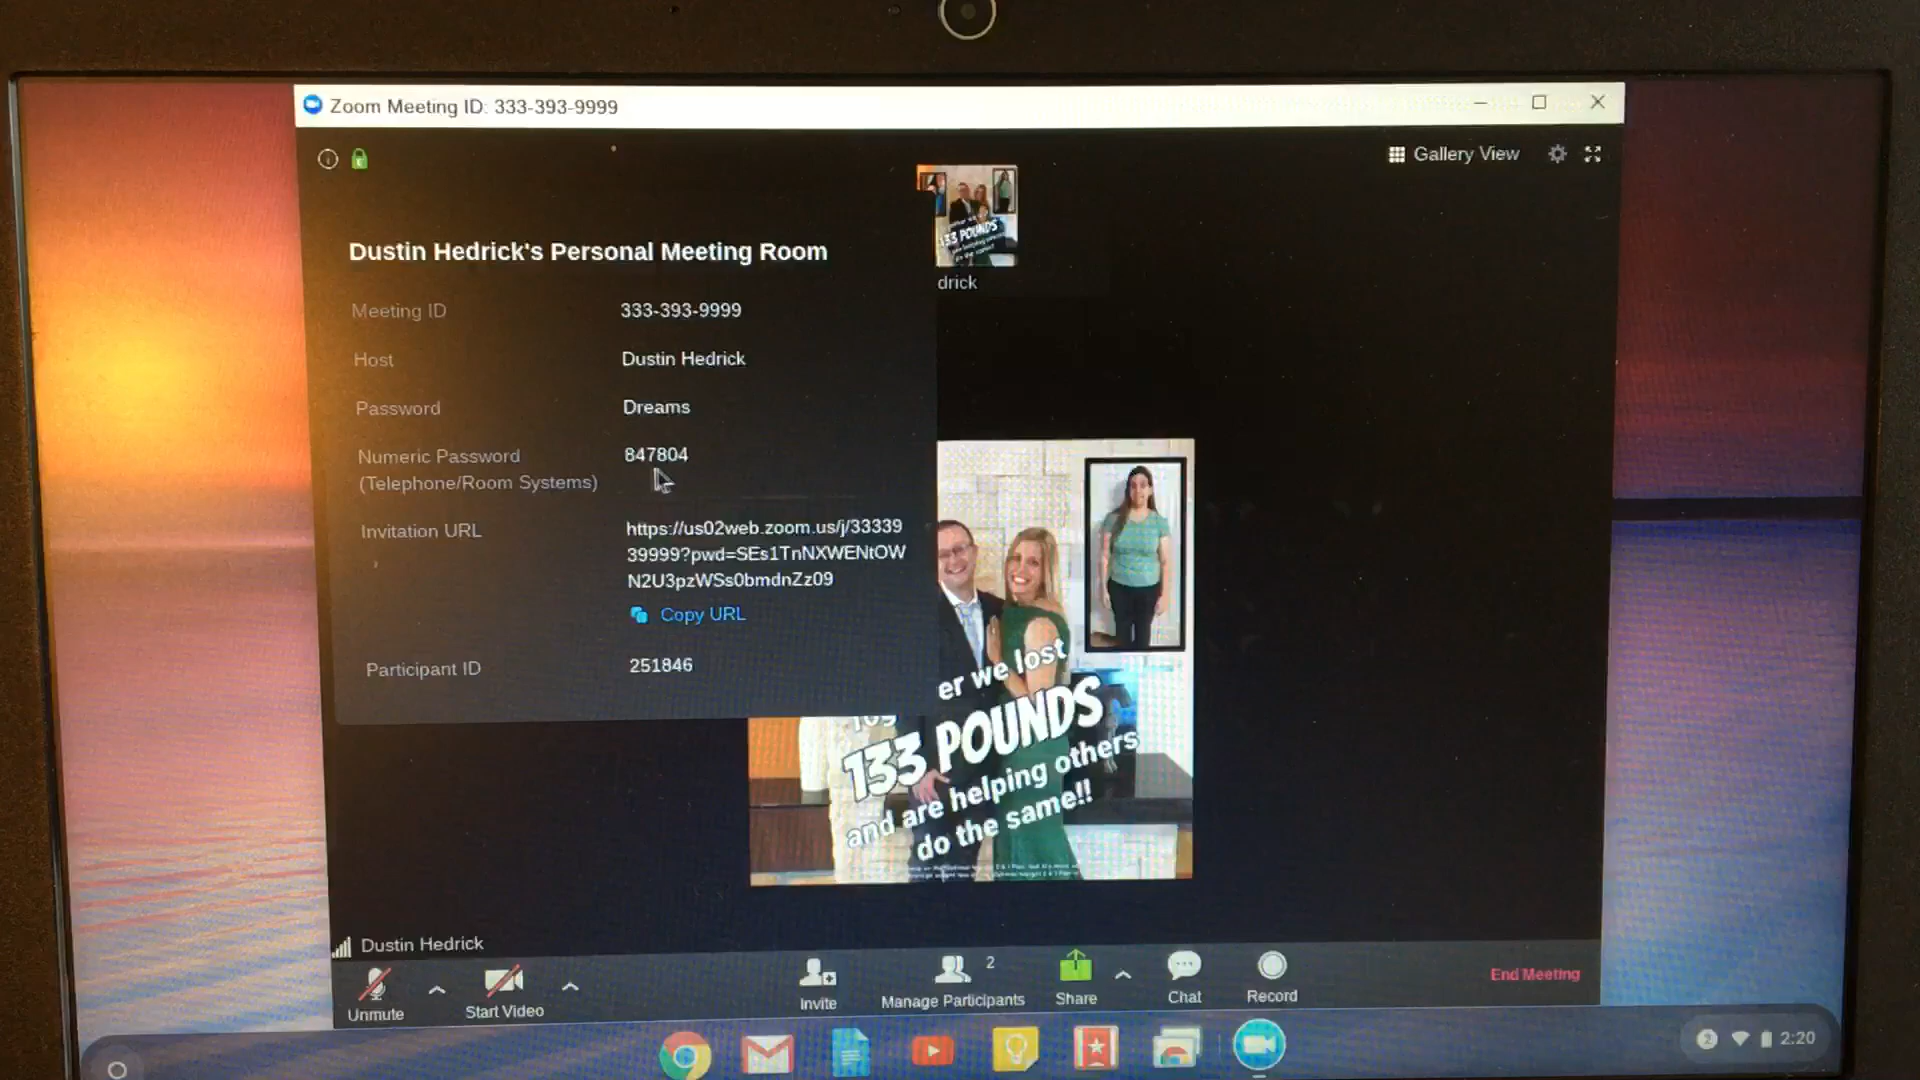 Zoom Meeting ID: 333-393-9999
Gallery View
133 POUNDS
drick
Dustin Hedrick's Personal Meeting Room
Meeting ID 333-393-9999
Host Dustin Hedrick
Password Dreams
Numeric Password 847804
(Telephone/Room Systems)
Invitation URL https://us02web.zoom.us/j/33339
39999?pwd=SEs1TnNXWENtOW
N2U3pzWSs0bmdnZz09
Copy URL
Participant ID 251846
er we lost
133 POUNDS
and are helping others
do the same!!
Dustin Hedrick
Unmute
Start Video
Invite
2
Manage Participants
Share
Chat
Record
End Meeting
2
2:20